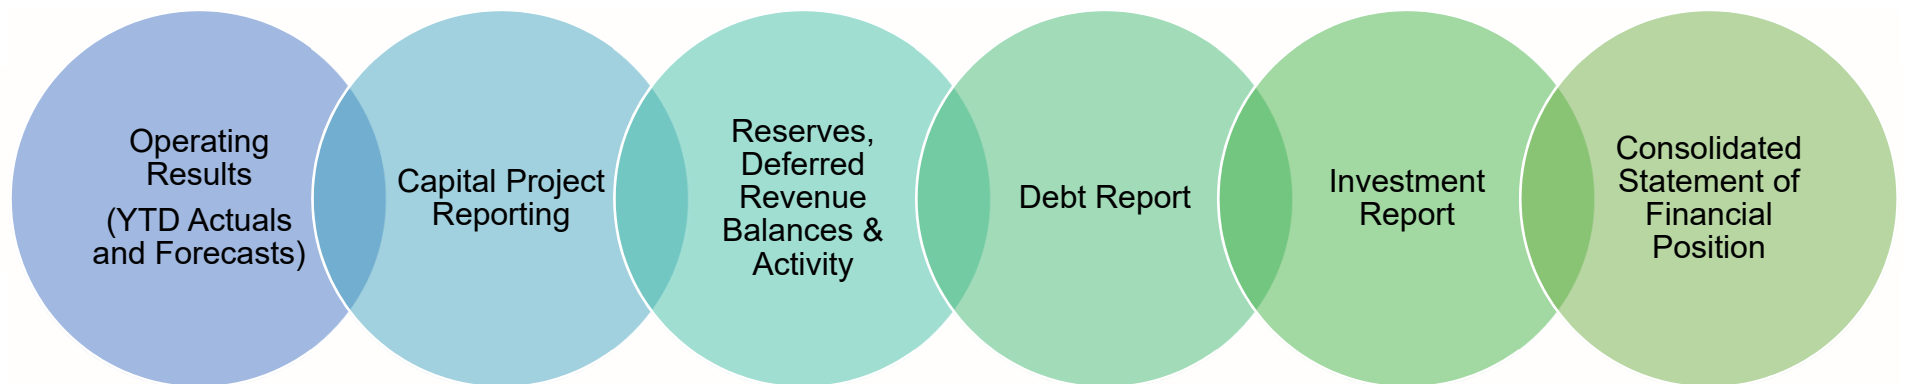 Operating
Results
(YTD Actuals
and Forecasts)
Capital Project
Reporting
Reserves,
Deferred
Revenue
Balances &
Activity
Debt Report
Investment
Report
Consolidated
Statement of
Financial
Position